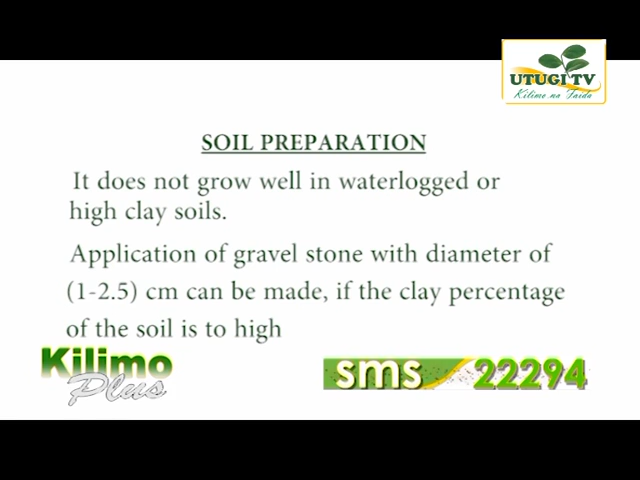 UTUGI TV
Kilimo na Faida
SOIL PREPARATION
It does not grow well in waterlogged or
high clay soils.
Application of gravel stone with diameter of
(1-2.5) cm can be made, if the clay percentage
of the soil is to high
Kilimo
Plus
sms 22294